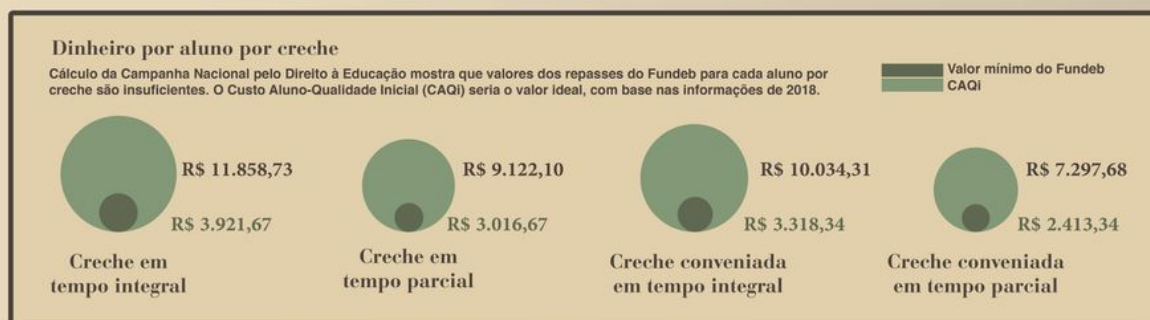 Dinheiro por aluno por creche
Cálculo da Campanha Nacional pelo Direito à Educação mostra que valores dos repasses do Fundeb para cada aluno por
creche são insuficientes. O Custo Aluno-Qualidade Inicial (CAQi) seria o valor ideal, com base nas informações de 2018.
Valor mínimo do Fundeb
CAQi
R$ 11.858,73
R$ 3.921,67
Creche em
tempo integral
R$ 9.122,10
R$ 3.016,67
Creche em
tempo parcial
R$ 10.034,31
R$ 3.318,34
Creche conveniada
em tempo integral
R$ 7.297,68
R$ 2.413,34
Creche conveniada
em tempo parcial